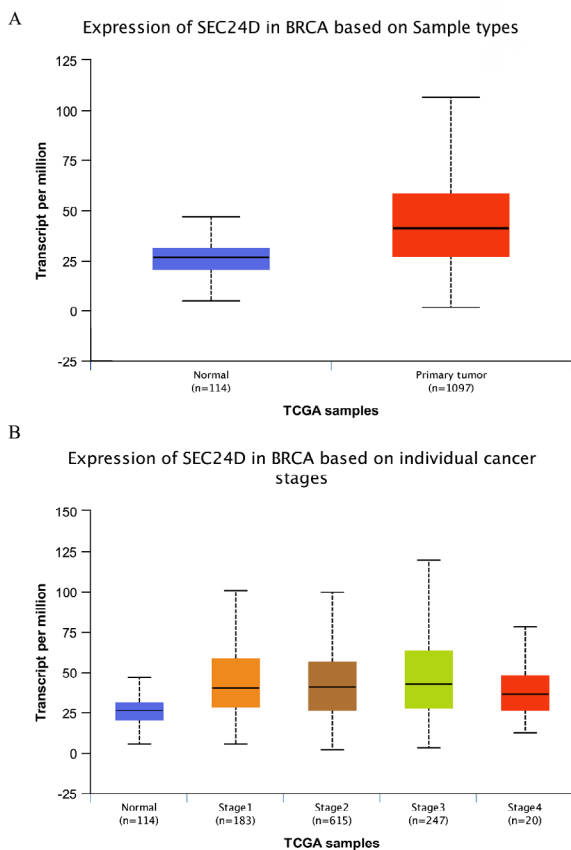 A
Expression of SEC24D in BRCA based on Sample types
125
100
75
50
25
0
-25
Transcript per million
Normal
(n=114)
Primary tumor
(n=1097)
TCGA samples
B
Expression of SEC24D in BRCA based on individual cancer
stages
150
125
100
75
50
25
0
-25
Transcript per million
Normal
(n=114)
Stage1
(n=183)
Stage2
(n=615)
Stage3
(n=247)
Stage4
(n=20)
TCGA samples